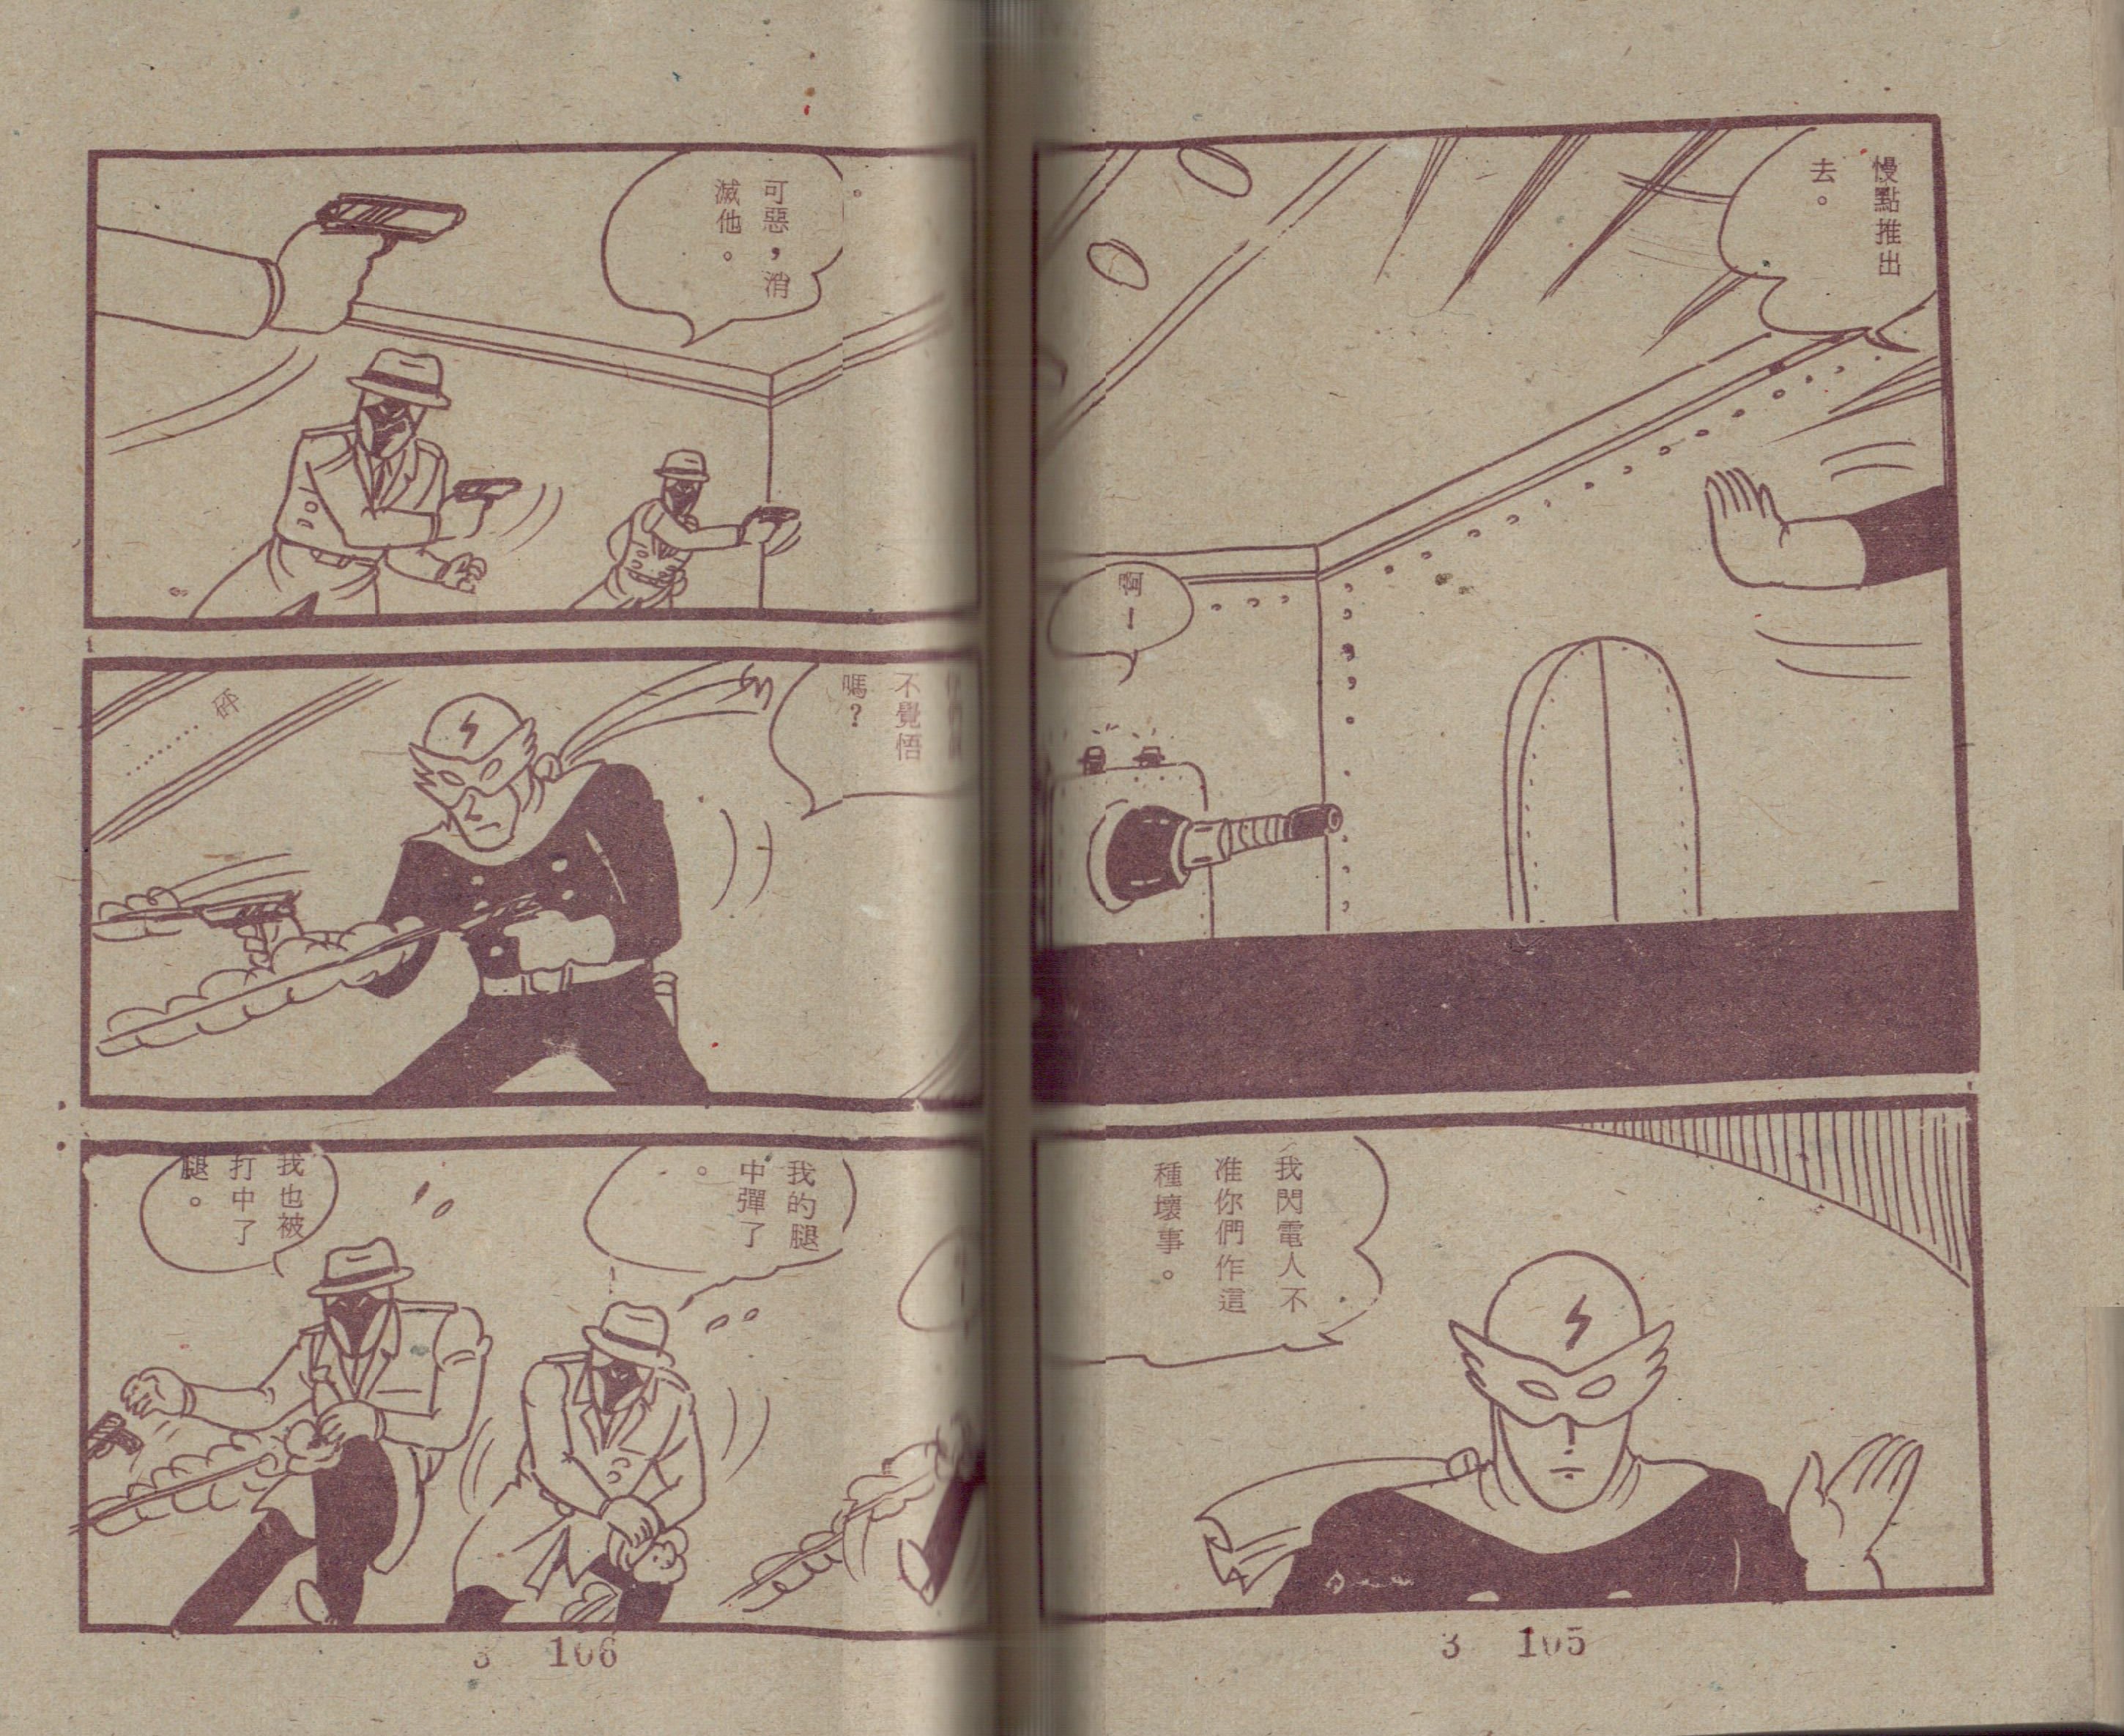 慢點推出
去。
啊！
我閃電人不
准你們作這
種壞事。
3 105
可惡，消
滅他。
不覺悟
嗎？
砰
我的腿
中彈了
。
我也被
打中了
腿。
3 106